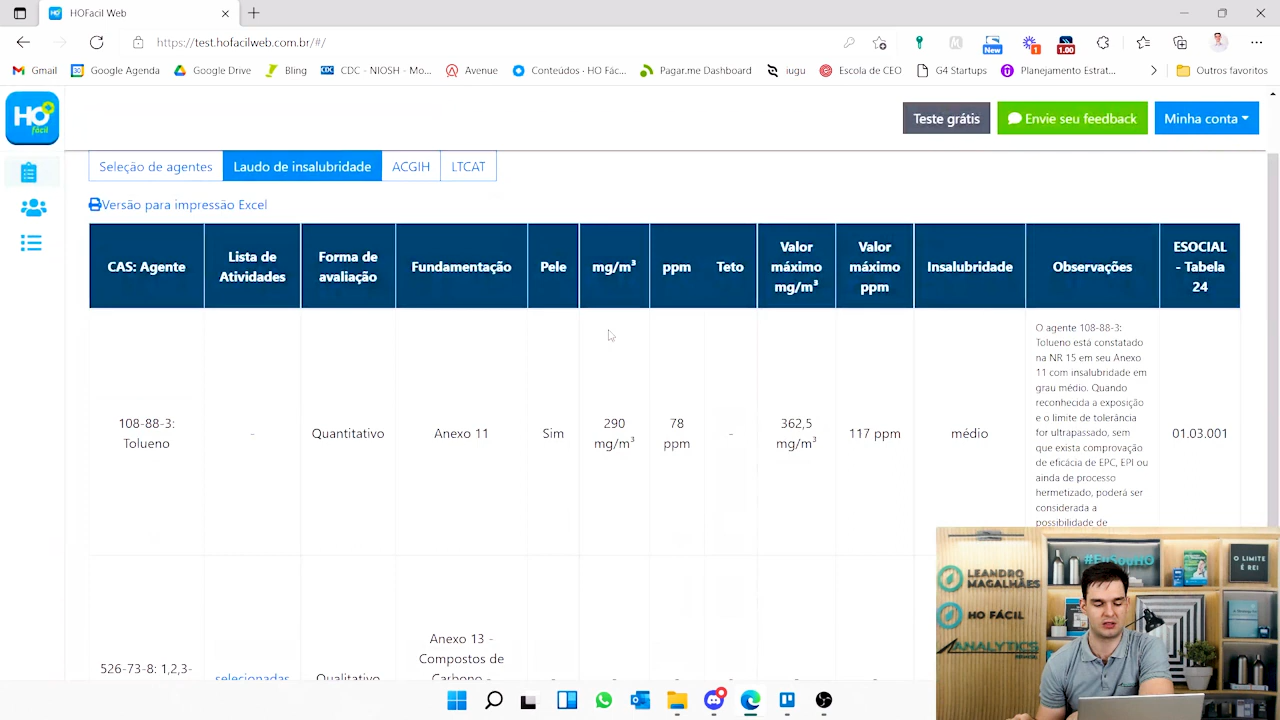 HOFacil Web
https://test.hofacilweb.com.br/#/
New
1
1.00
Gmail
Google Agenda
Google Drive
Bling
CDC - NIOSH - Mo...
Avenue
Conteúdos · HO Fác...
Pagar.me Dashboard
iugu
Escola de CEO
G4 Startups
Planejamento Estrat...
Outros favoritos
HO
fácil
Teste grátis
Envie seu feedback
Minha conta
Seleção de agentes
Laudo de insalubridade
ACGIH
LTCAT
Versão para impressão Excel
CAS: Agente
Lista de
Atividades
Forma de
avaliação
Fundamentação
Pele
mg/m³
ppm
Teto
Valor
máximo
mg/m³
Valor
máximo
ppm
Insalubridade
Observações
ESOCIAL
- Tabela
24
108-88-3:
Tolueno
-
Quantitativo
Anexo 11
Sim
290
mg/m³
78
ppm
-
362,5
mg/m³
117 ppm
médio
O agente 108-88-3:
Tolueno está constatado
na NR 15 em seu Anexo
11 com insalubridade em
grau médio. Quando
reconhecida a exposição
e o limite de tolerância
for ultrapassado, sem
que exista comprovação
de eficácia de EPC, EPI ou
ainda de processo
hermetizado, poderá ser
considerada a
possibilidade de
01.03.001
526-73-8: 1,2,3-
selecionadas
Qualitativo
Anexo 13 -
Compostos de
Carbono
#EuSouHO
O LIMITE
É REI
LEANDRO
MAGALHÃES
HO FÁCIL
ANALYTICS